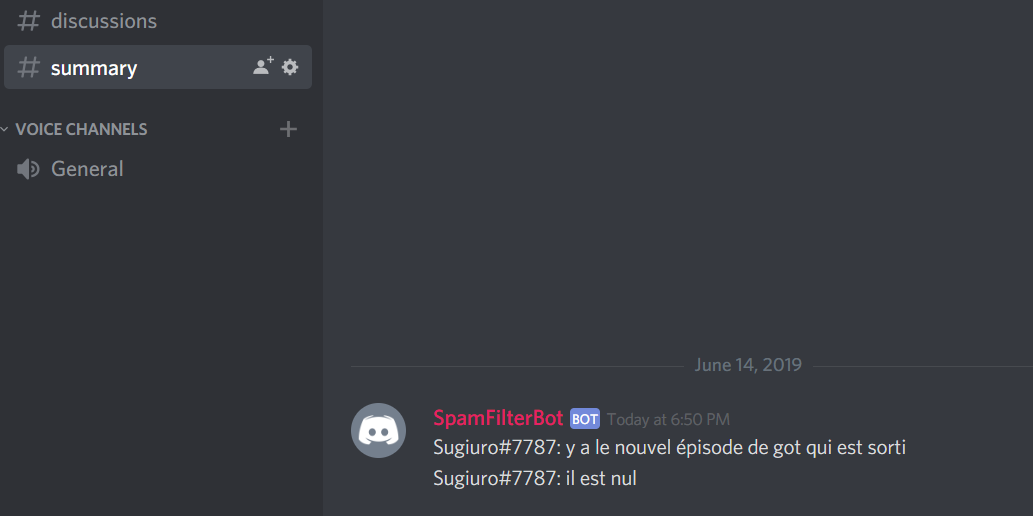 # discussions
# summary
VOICE CHANNELS
General
June 14, 2019
SpamFilterBot BOT Today at 6:50 PM
Sugiuro#7787: y a le nouvel épisode de got qui est sorti
Sugiuro#7787: il est nul